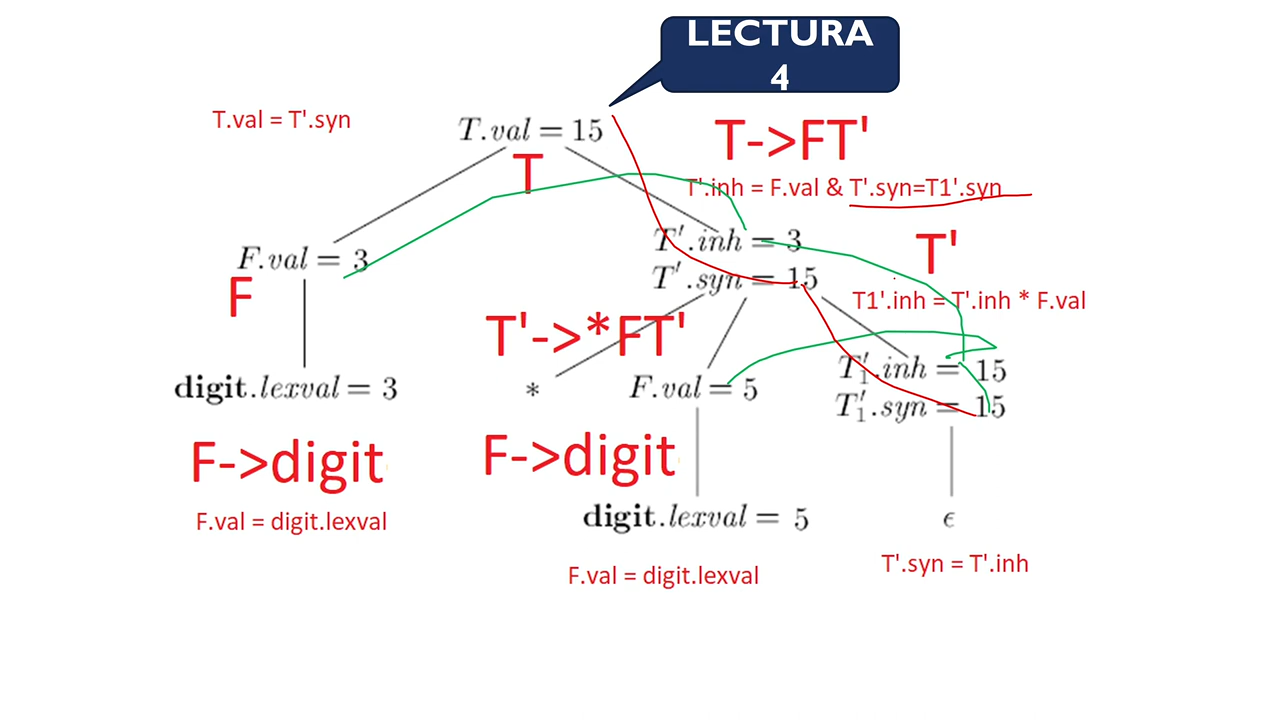 LECTURA
4
T.val = T'.syn
T.val = 15
T->FT'
T
T'.inh = F.val & T'.syn=T1'.syn
T'.inh = 3
T'
F.val = 3
T'.syn = 15
F
T1'.inh = T'.inh * F.val
T'->*FT'
T₁'.inh = 15
digit.lexval = 3
*
F.val = 5
T₁'.syn = 15
F->digit
F->digit
F.val = digit.lexval
digit.lexval = 5
ϵ
F.val = digit.lexval
T'.syn = T'.inh